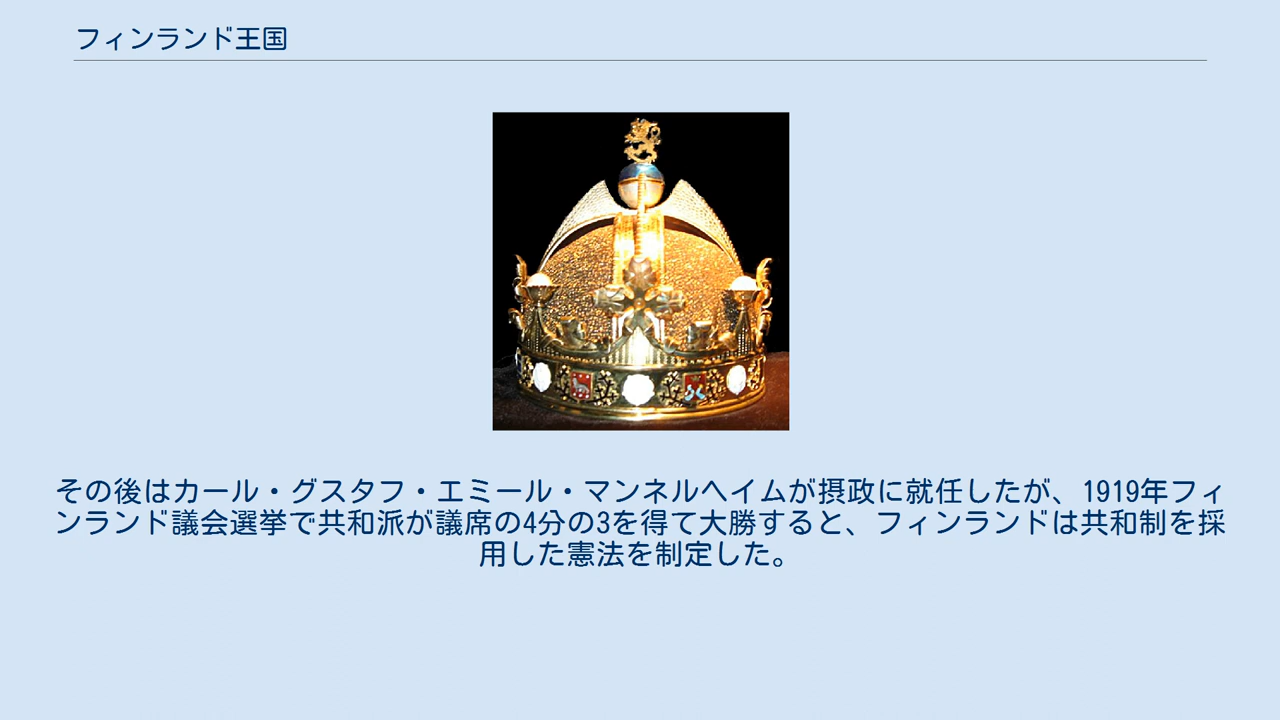 フィンランド王国
その後はカール・グスタフ・エミール・マンネルヘイムが摂政に就任したが、1919年フィ
ンランド議会選挙で共和派が議席の4分の3を得て大勝すると、フィンランドは共和制を採
用した憲法を制定した。